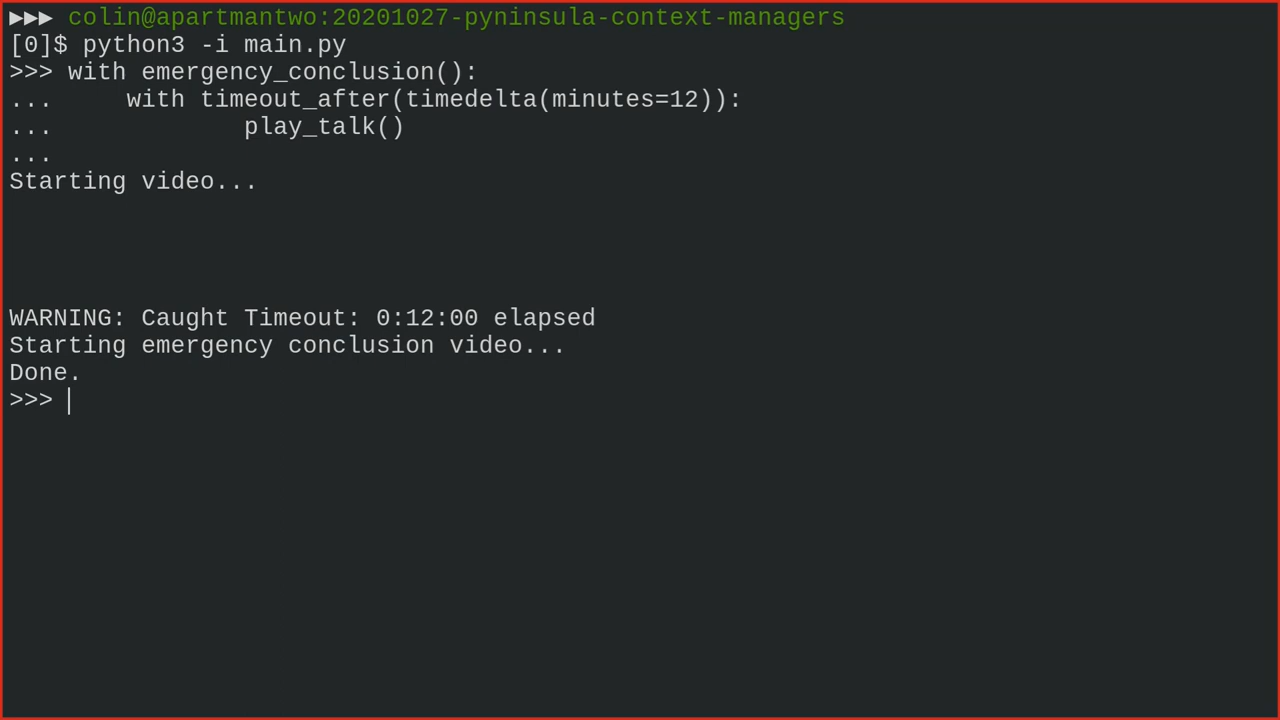 ▶▶▶ colin@apartmantwo:20201027-pyninsula-context-managers
[0]$ python3 -i main.py
>>> with emergency_conclusion():
...     with timeout_after(timedelta(minutes=12)):
...             play_talk()
...
Starting video...
WARNING: Caught Timeout: 0:12:00 elapsed
Starting emergency conclusion video...
Done.
>>>